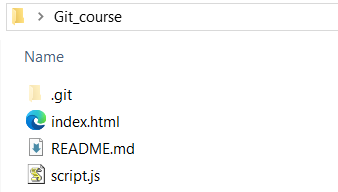 Git_course
Name
.git
index.html
README.md
script.js